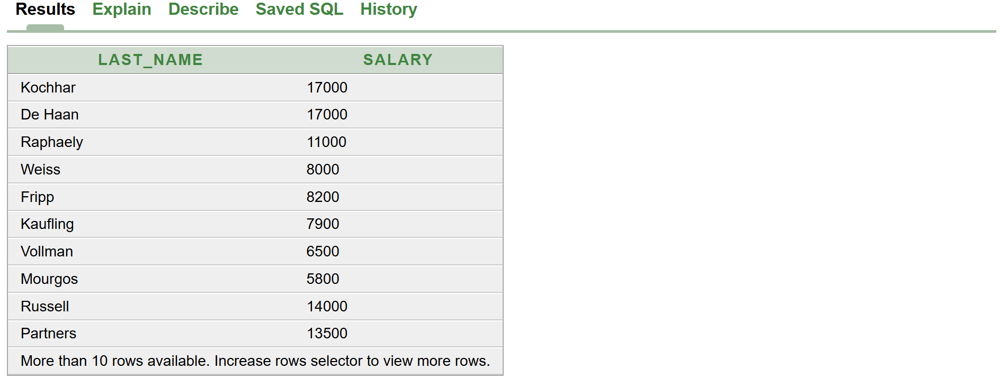 Results Explain Describe Saved SQL History
LAST_NAME SALARY
Kochhar 17000
De Haan 17000
Raphaely 11000
Weiss 8000
Fripp 8200
Kaufling 7900
Vollman 6500
Mourgos 5800
Russell 14000
Partners 13500
More than 10 rows available. Increase rows selector to view more rows.